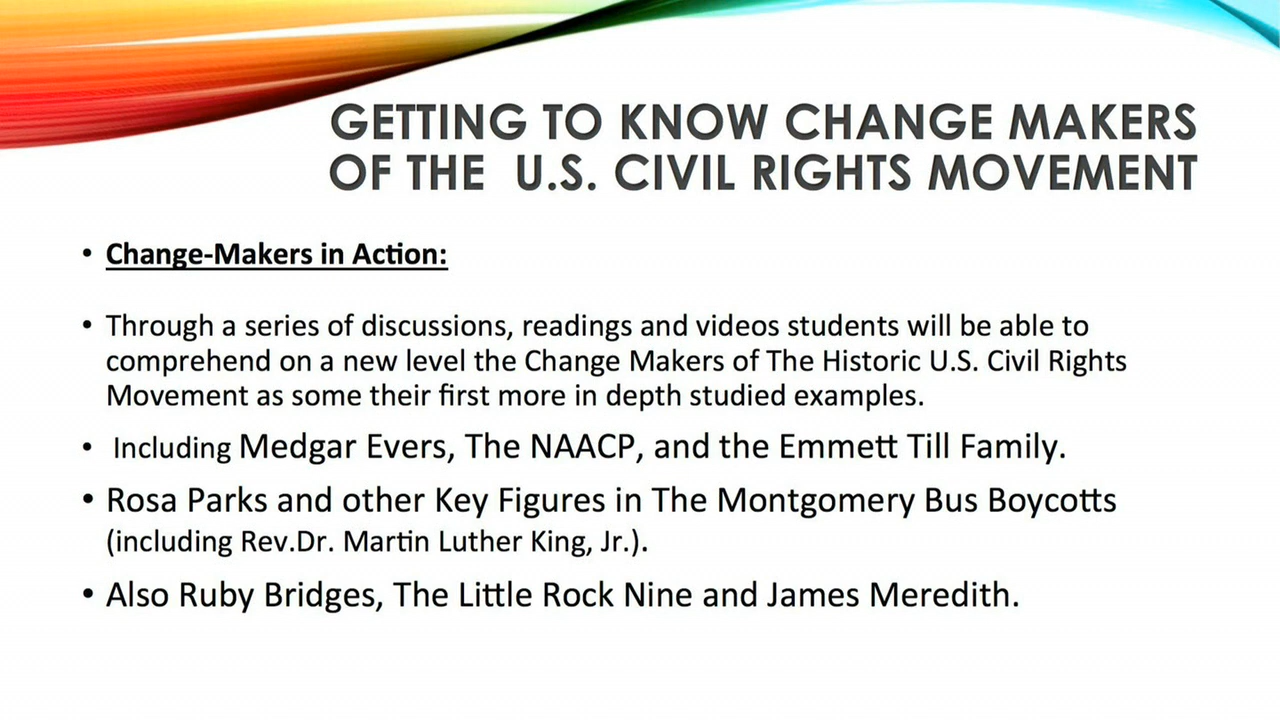 GETTING TO KNOW CHANGE MAKERS
OF THE  U.S. CIVIL RIGHTS MOVEMENT
• Change-Makers in Action:
• Through a series of discussions, readings and videos students will be able to
comprehend on a new level the Change Makers of The Historic U.S. Civil Rights
Movement as some their first more in depth studied examples.
•  Including Medgar Evers, The NAACP, and the Emmett Till Family.
• Rosa Parks and other Key Figures in The Montgomery Bus Boycotts
(including Rev.Dr. Martin Luther King, Jr.).
• Also Ruby Bridges, The Little Rock Nine and James Meredith.